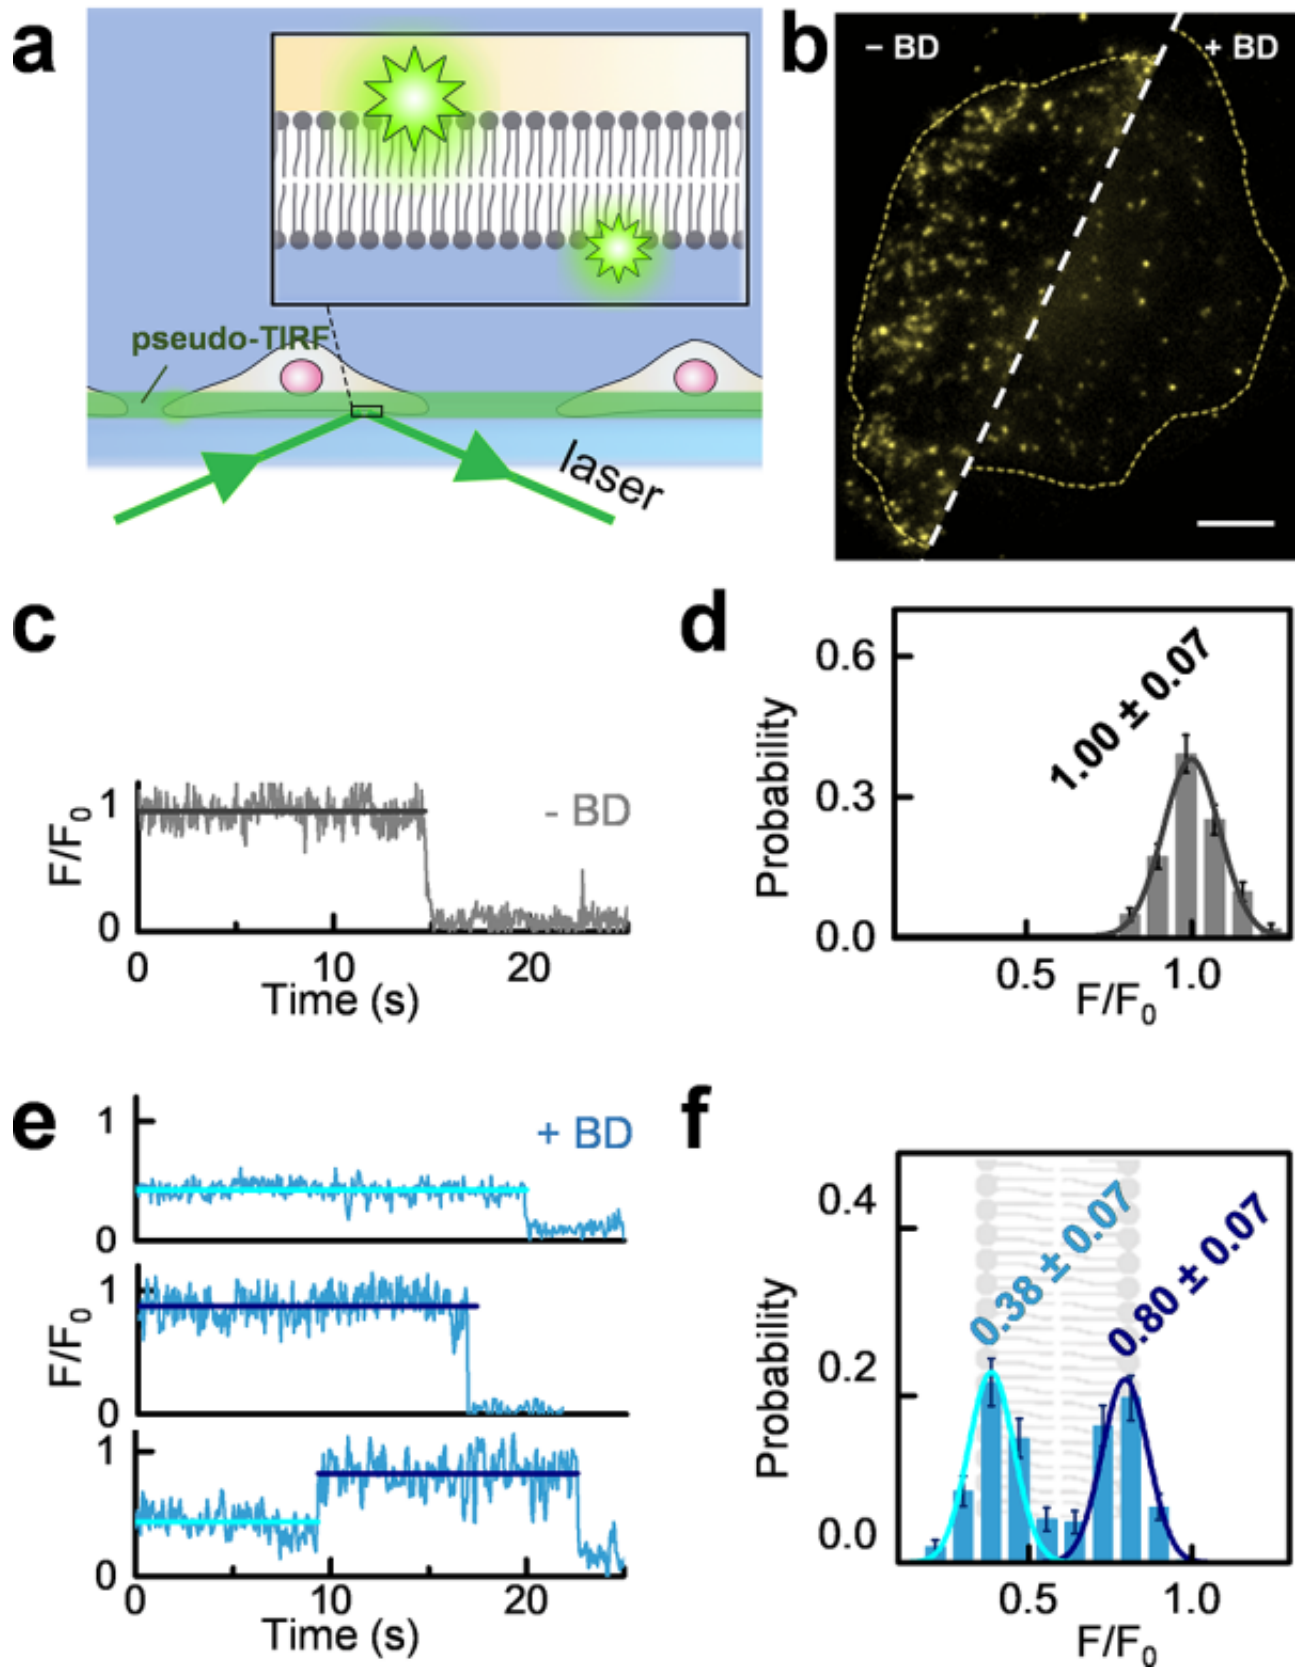 a
pseudo-TIRF
laser
b
– BD
+ BD
c
F/F0
1
0
- BD
0 10 20
Time (s)
d
Probability
0.6
0.3
0.0
1.00 ± 0.07
0.5 1.0
F/F0
e
+ BD
1
0
F/F0
1
0
1
0
0 10 20
Time (s)
f
Probability
0.4
0.2
0.0
0.38 ± 0.07
0.80 ± 0.07
0.5 1.0
F/F0